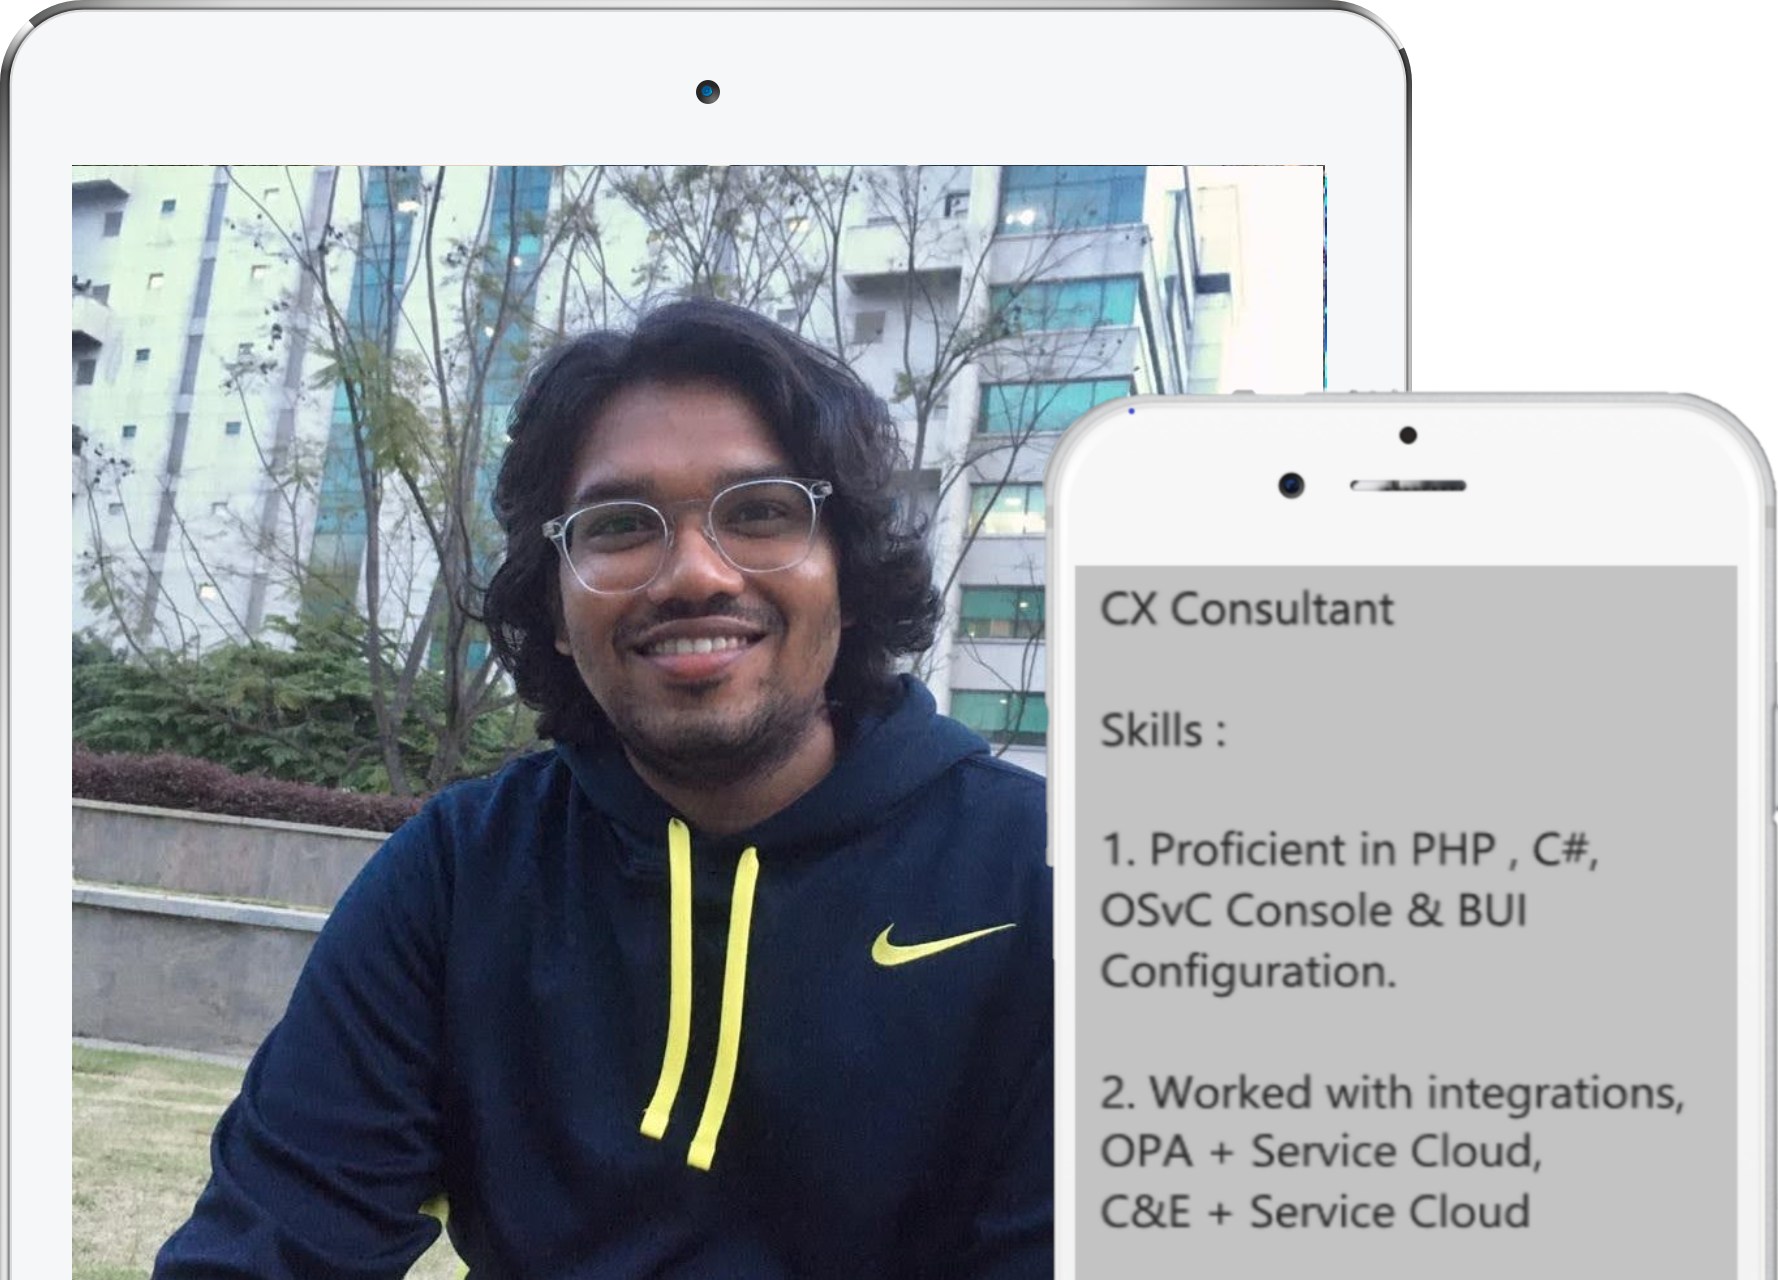 CX Consultant
Skills :
1. Proficient in PHP , C#,
OSvC Console & BUI
Configuration.
2. Worked with integrations,
OPA + Service Cloud,
C&E + Service Cloud